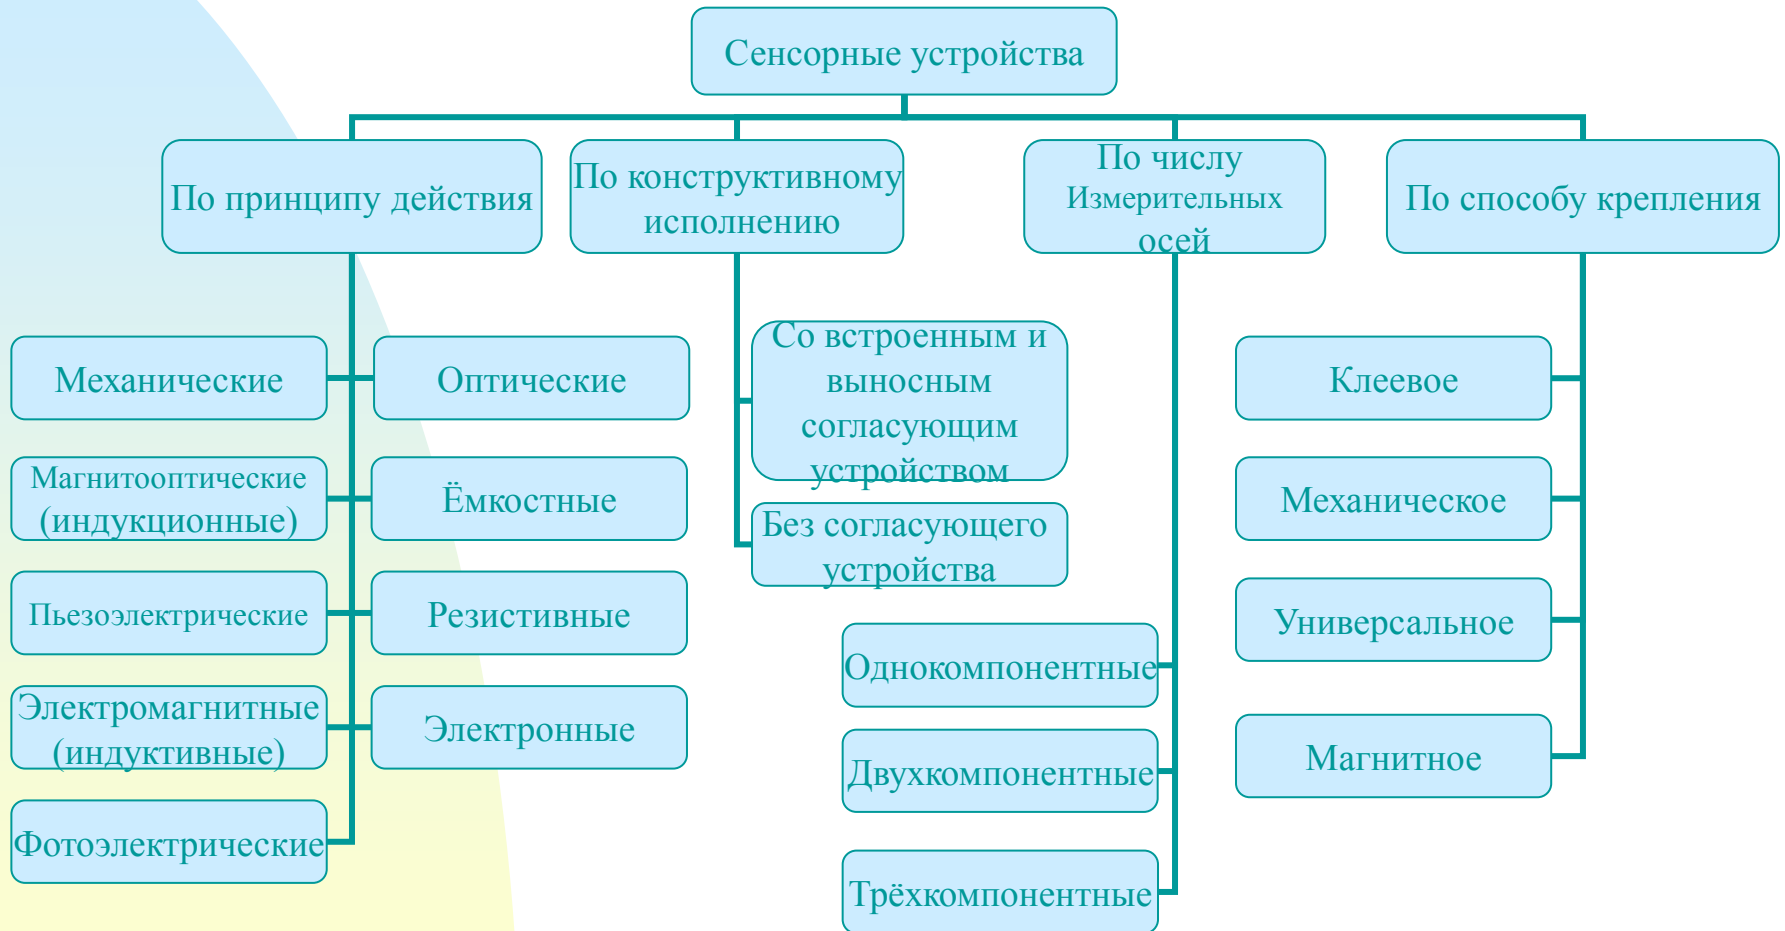 Сенсорные устройства
По принципу действия
По конструктивному
исполнению
По числу
Измерительных
осей
По способу крепления
Механические
Оптические
Магнитооптические
(индукционные)
Ёмкостные
Пьезоэлектрические
Резистивные
Электромагнитные
(индуктивные)
Электронные
Фотоэлектрические
Со встроенным и
выносным
согласующим
устройством
Без согласующего
устройства
Однокомпонентные
Двухкомпонентные
Трёхкомпонентные
Клеевое
Механическое
Универсальное
Магнитное